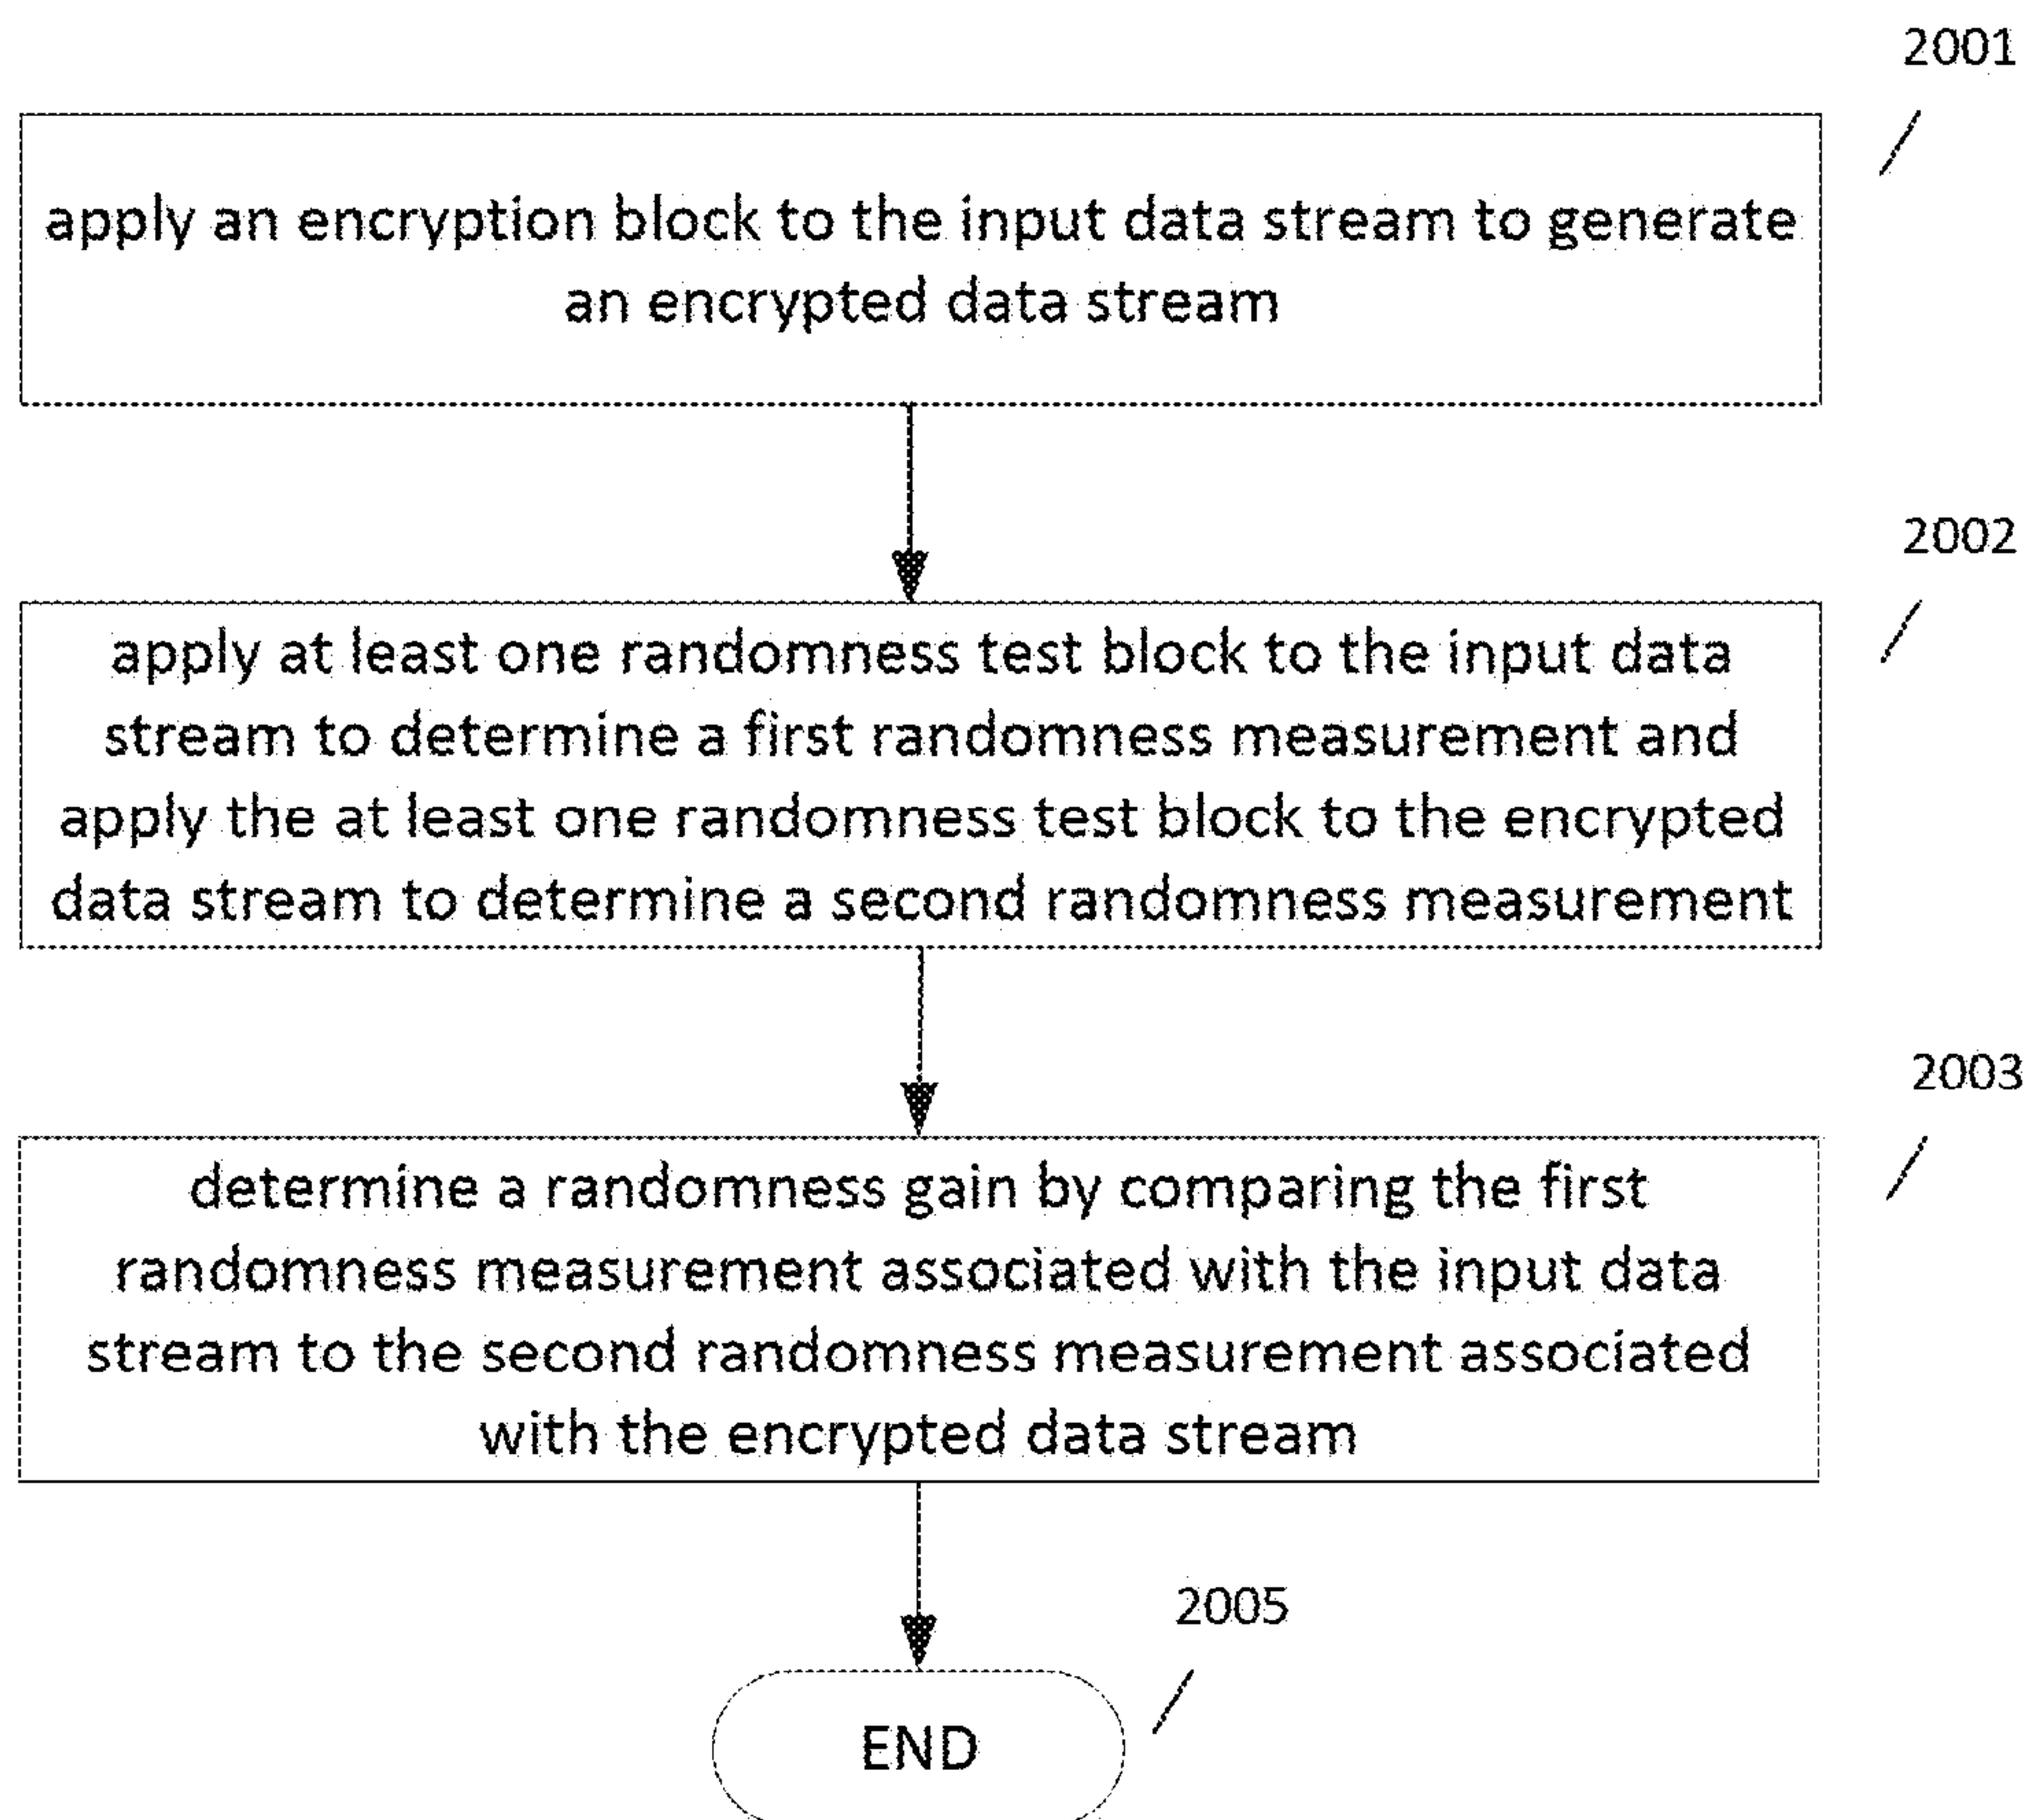 2001
apply an encryption block to the input data stream to generate
an encrypted data stream
2002
apply at least one randomness test block to the input data
stream to determine a first randomness measurement and
apply the at least one randomness test block to the encrypted
data stream to determine a second randomness measurement
2003
determine a randomness gain by comparing the first
randomness measurement associated with the input data
stream to the second randomness measurement associated
with the encrypted data stream
2005
END